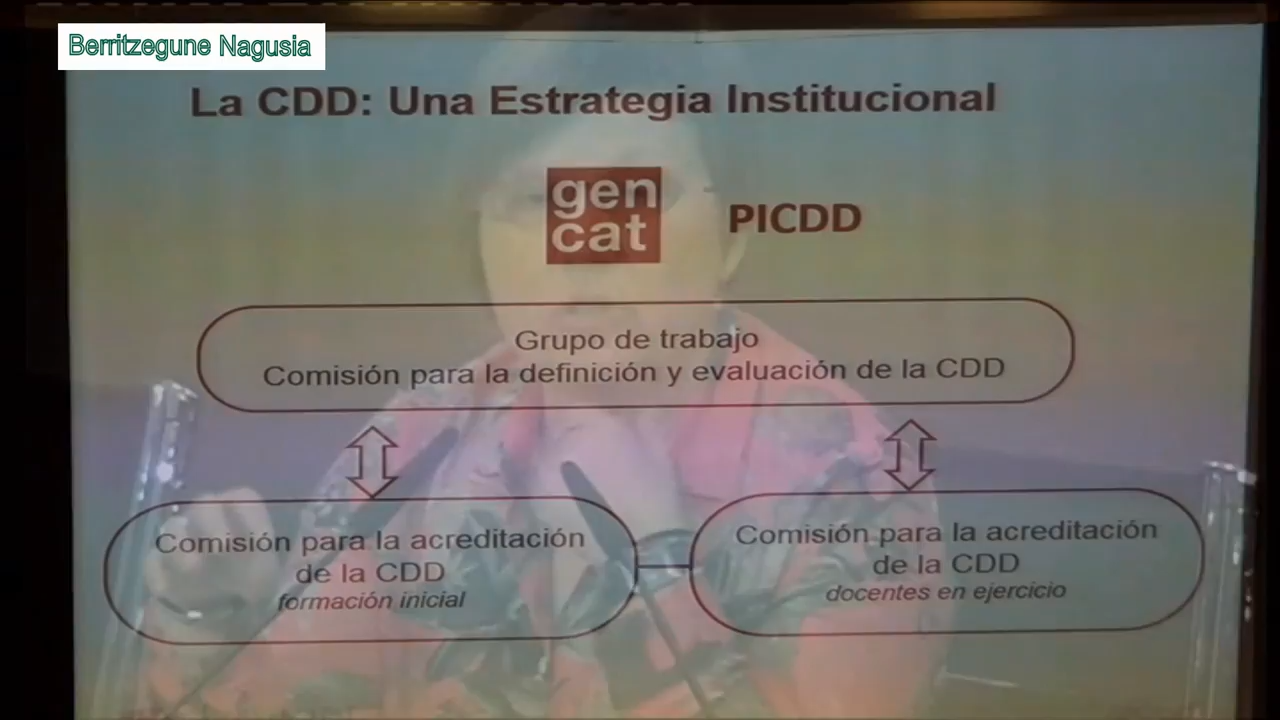 Berritzegune Nagusia
La CDD: Una Estrategia Institucional
gen
cat
PICDD
Grupo de trabajo
Comisión para la definición y evaluación de la CDD
Comisión para la acreditación
de la CDD
formación inicial
Comisión para la acreditación
de la CDD
docentes en ejercicio